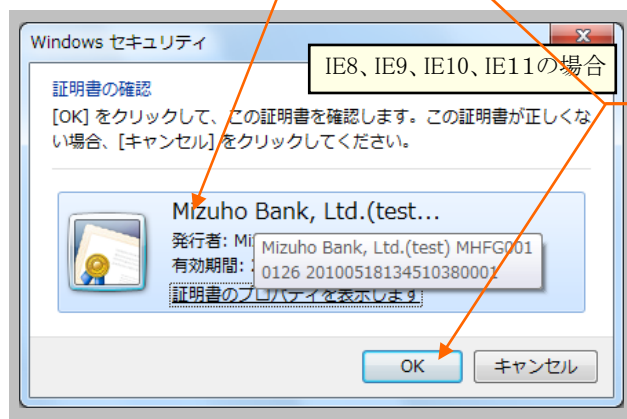 Windows セキュリティ
IE8、IE9、IE10、IE11の場合
証明書の確認
[OK] をクリックして、この証明書を確認します。この証明書が正しくな
い場合、[キャンセル] をクリックしてください。
Mizuho Bank, Ltd.(test...
発行者: Mi
Mizuho Bank, Ltd.(test) MHFG001
有効期間:
0126 20100518134510380001
証明書のプロパティを表示します
OK
キャンセル